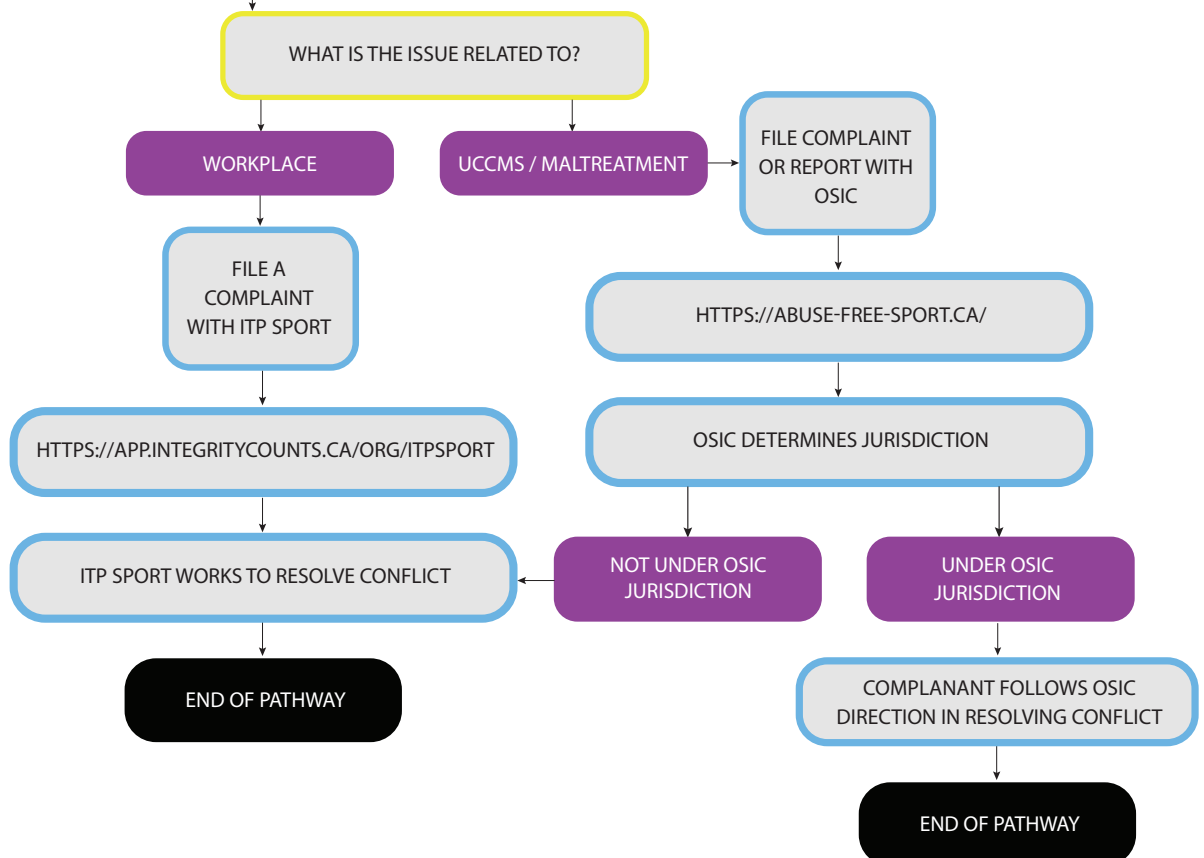 WHAT IS THE ISSUE RELATED TO?
WORKPLACE
UCCMS / MALTREATMENT
FILE COMPLAINT
OR REPORT WITH
OSIC
FILE A
COMPLAINT
WITH ITP SPORT
HTTPS://ABUSE-FREE-SPORT.CA/
HTTPS://APP.INTEGRITYCOUNTS.CA/ORG/ITPSPORT
OSIC DETERMINES JURISDICTION
ITP SPORT WORKS TO RESOLVE CONFLICT
NOT UNDER OSIC
JURISDICTION
UNDER OSIC
JURISDICTION
END OF PATHWAY
COMPLANANT FOLLOWS OSIC
DIRECTION IN RESOLVING CONFLICT
END OF PATHWAY